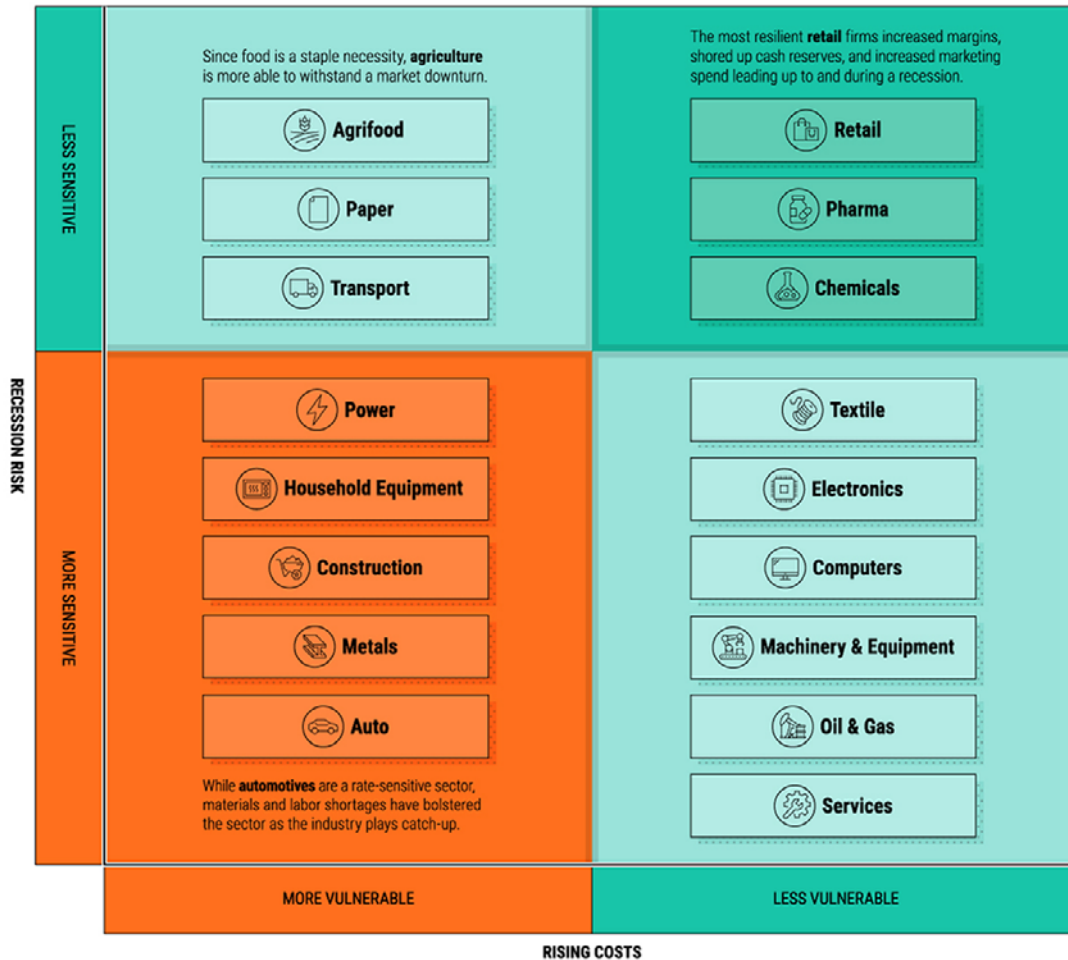 Since food is a staple necessity, agriculture
is more able to withstand a market downturn.
Agrifood
Paper
Transport
The most resilient retail firms increased margins,
shored up cash reserves, and increased marketing
spend leading up to and during a recession.
Retail
Pharma
Chemicals
LESS SENSITIVE
RECESSION RISK
MORE SENSITIVE
Power
Household Equipment
Construction
Metals
Auto
While automotives are a rate-sensitive sector,
materials and labor shortages have bolstered
the sector as the industry plays catch-up.
Textile
Electronics
Computers
Machinery & Equipment
Oil & Gas
Services
MORE VULNERABLE
LESS VULNERABLE
RISING COSTS